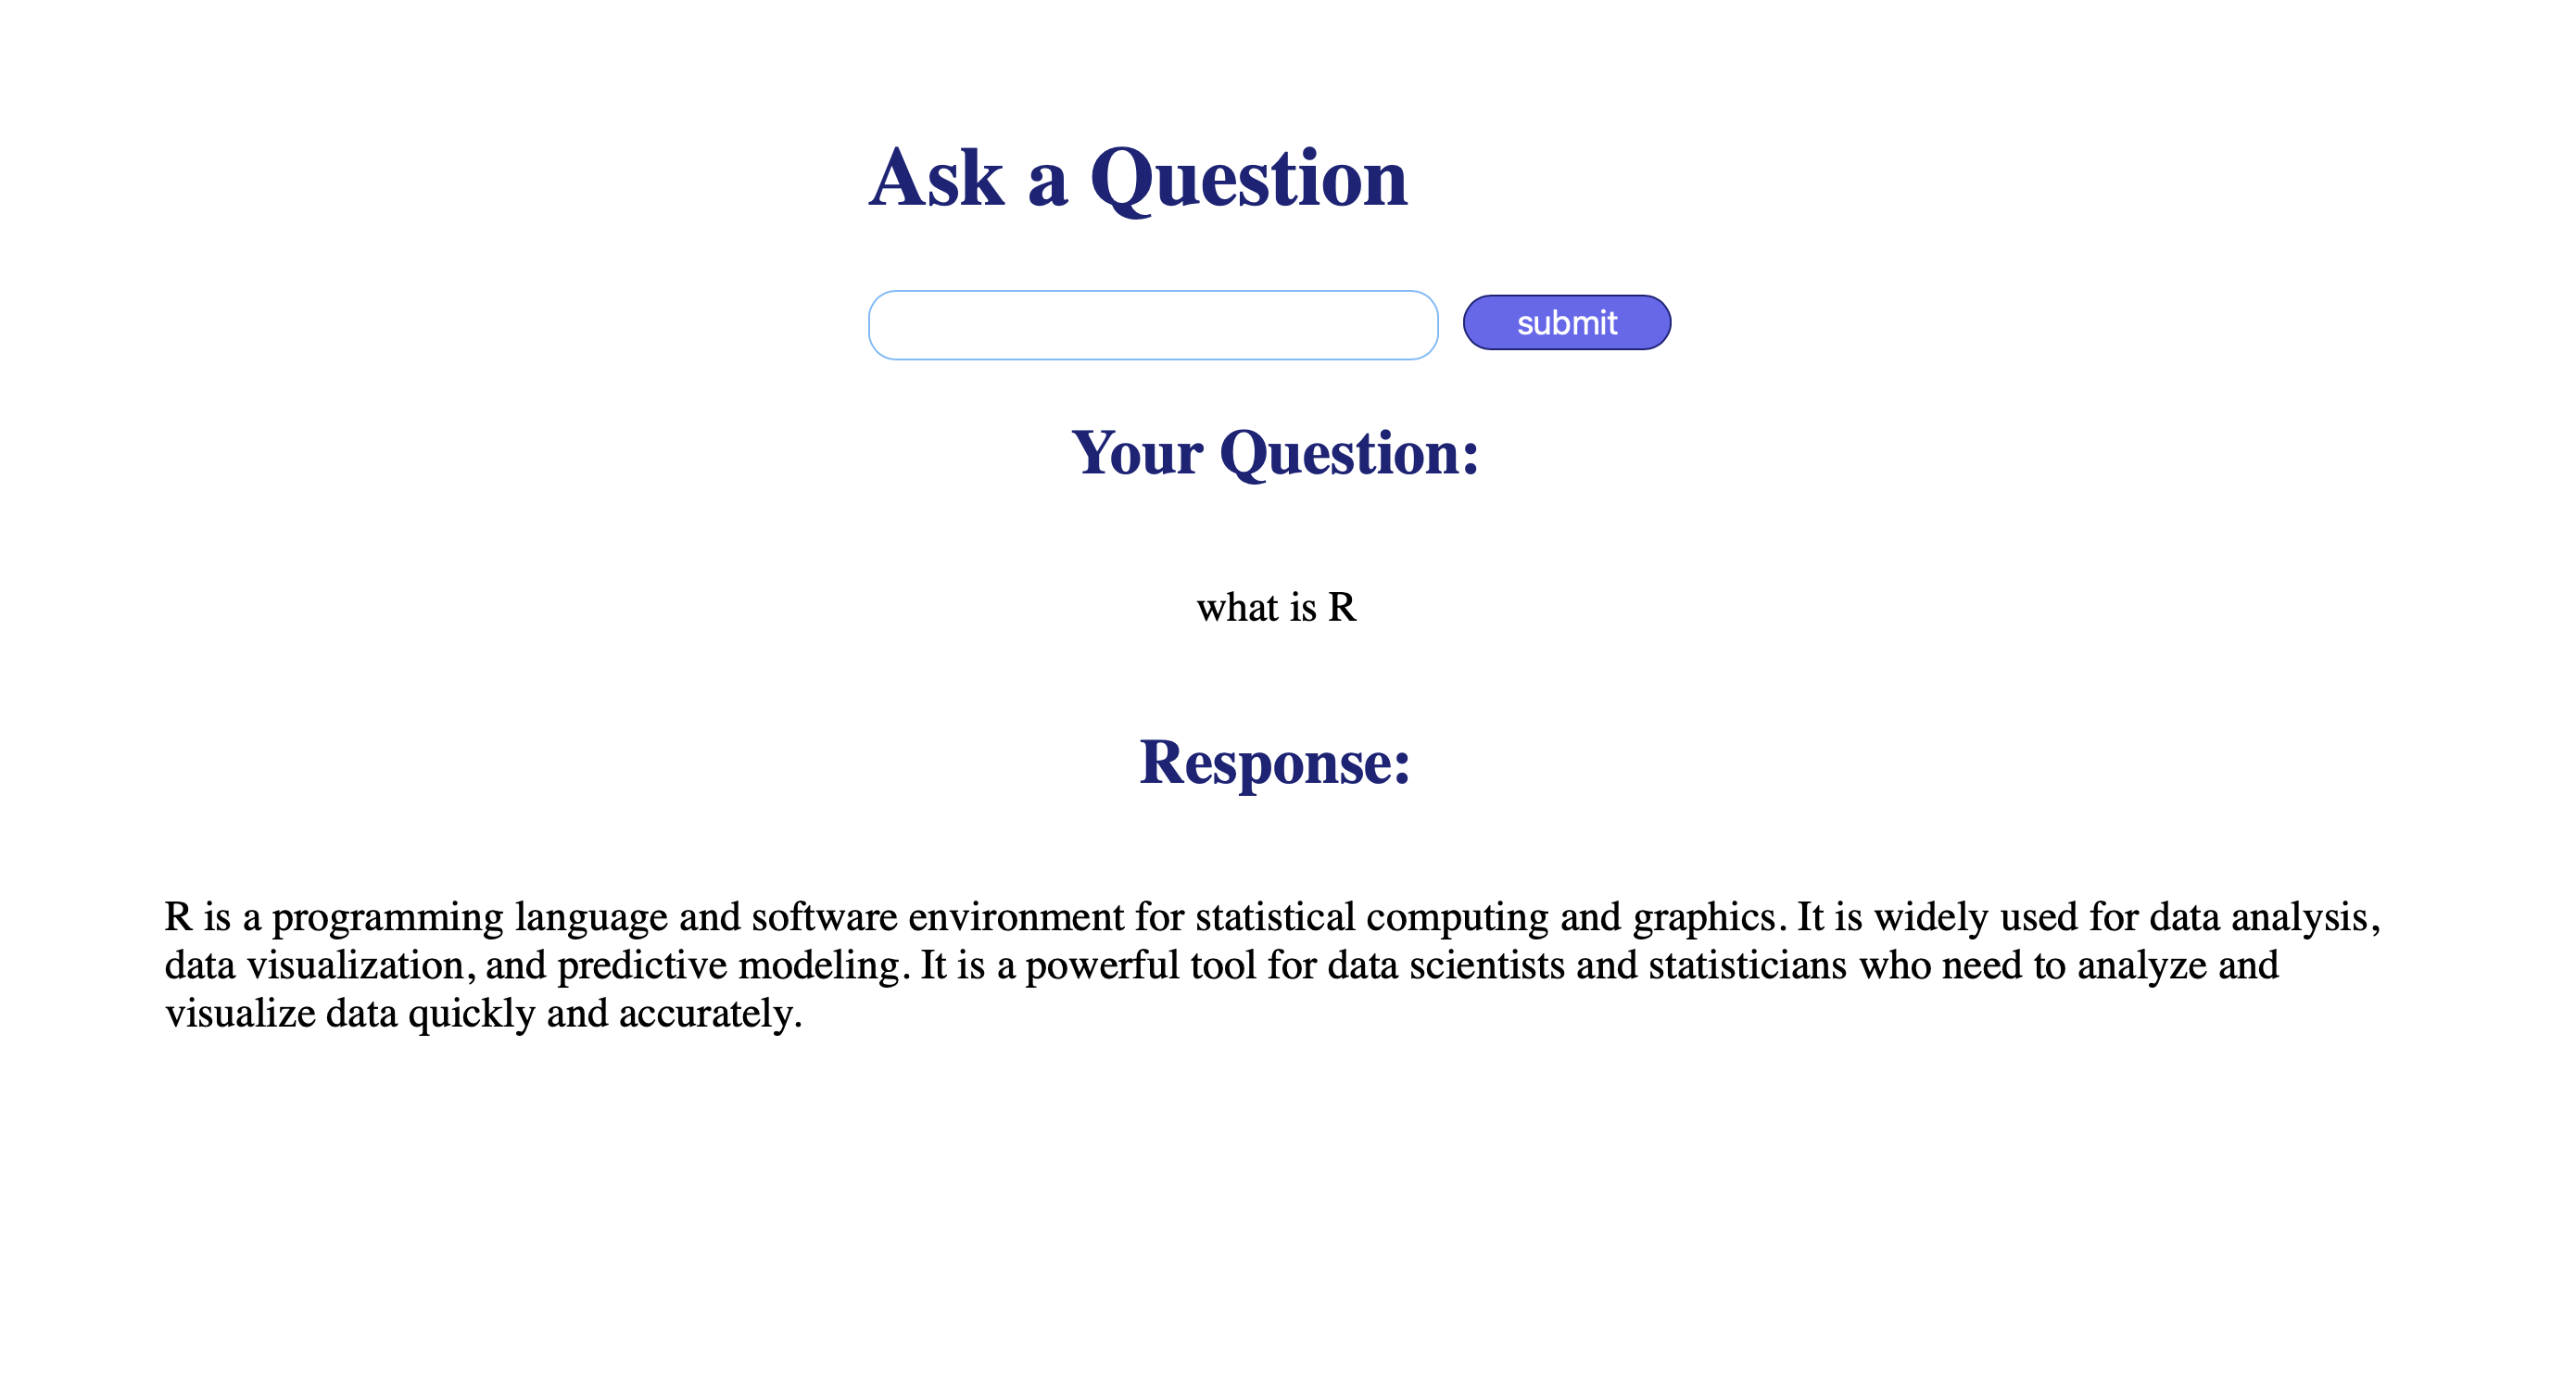 Ask a Question
submit
Your Question:
what is R
Response:
R is a programming language and software environment for statistical computing and graphics. It is widely used for data analysis,
data visualization, and predictive modeling. It is a powerful tool for data scientists and statisticians who need to analyze and
visualize data quickly and accurately.